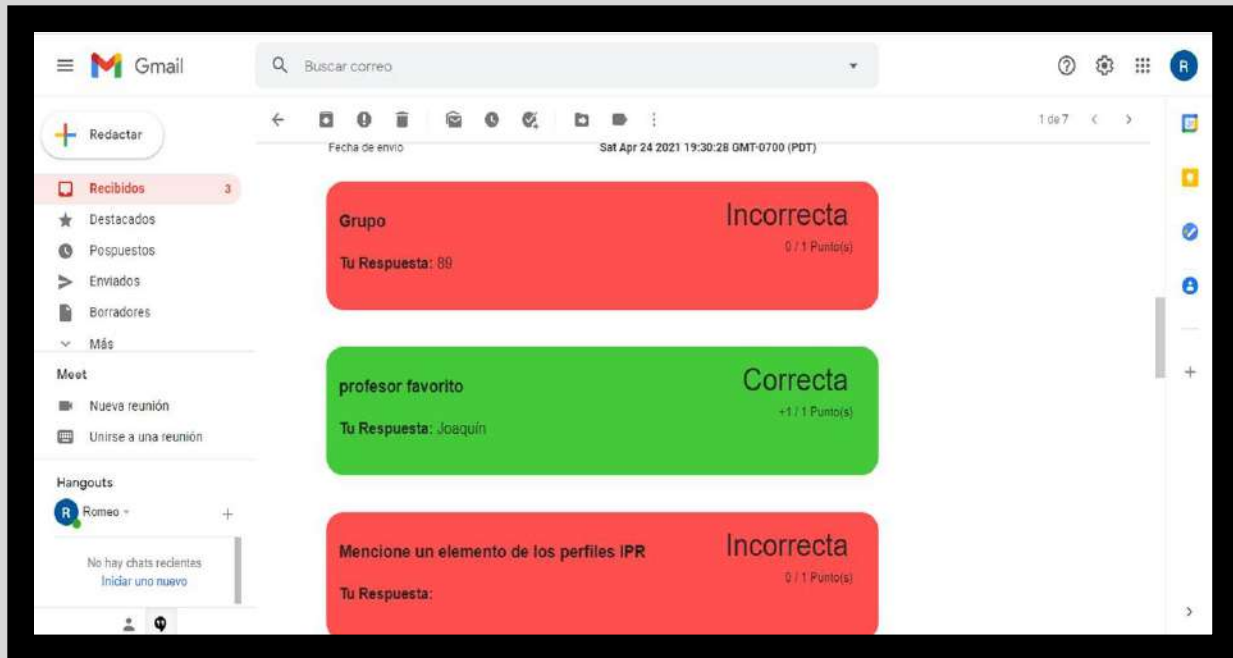 Gmail
Buscar correo
R
Redactar
1 de 7
Fecha de envio
Sat Apr 24 2021 19:30:28 GMT-0700 (PDT)
Recibidos 3
Destacados
Pospuestos
Enviados
Borradores
Más
Meet
Nueva reunión
Unirse a una reunión
Hangouts
R Romeo
No hay chats recientes
Iniciar uno nuevo
Grupo
Incorrecta
0 / 1 Punto(s)
Tu Respuesta: 89
profesor favorito
Correcta
+1 / 1 Punto(s)
Tu Respuesta: Joaquín
Mencione un elemento de los perfiles IPR
Incorrecta
0 / 1 Punto(s)
Tu Respuesta: